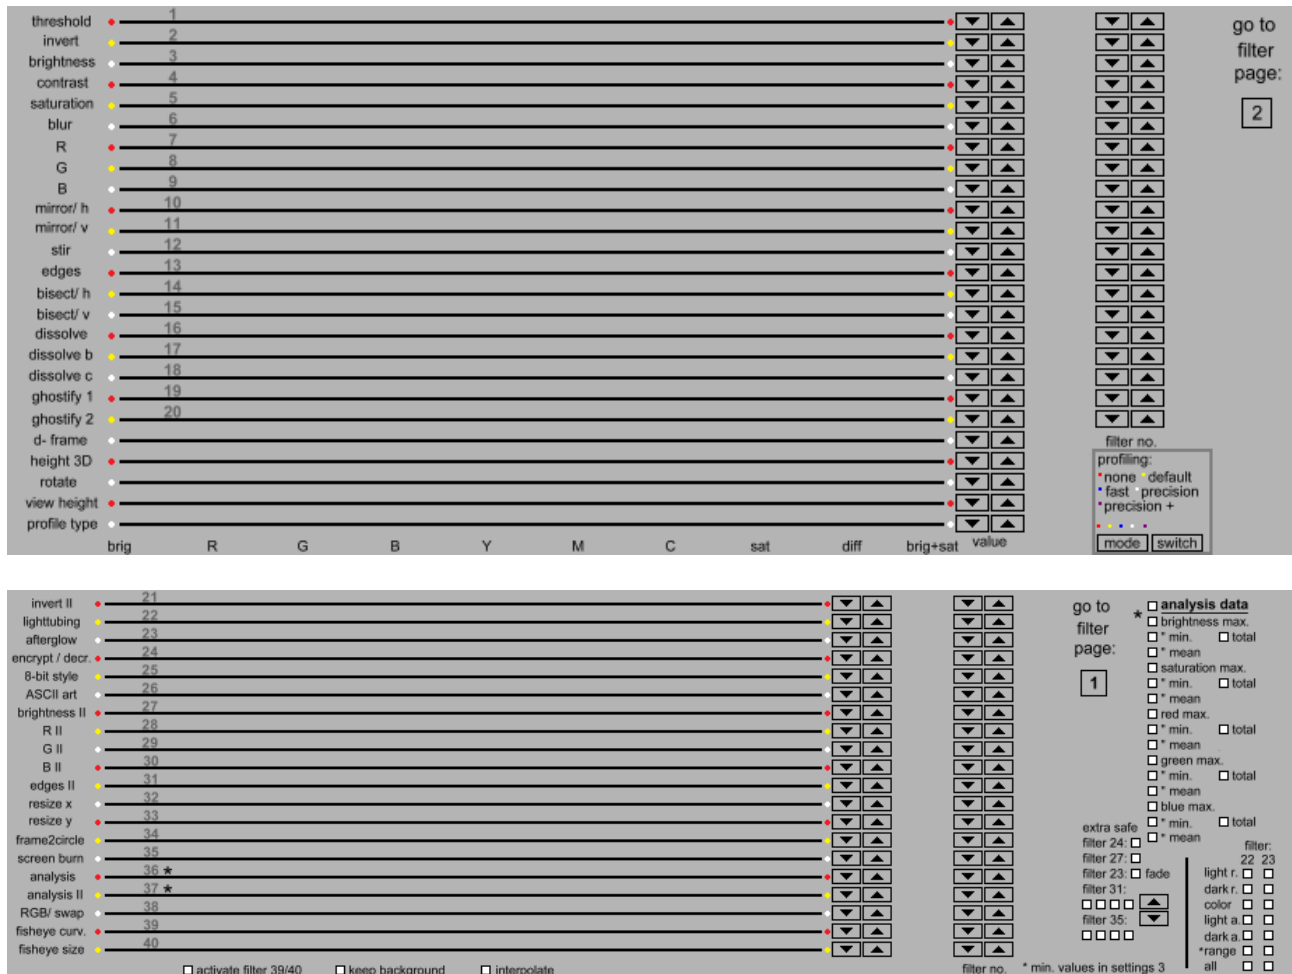 threshold 1
invert 2
brightness 3
contrast 4
saturation 5
blur 6
R 7
G 8
B 9
mirror/ h 10
mirror/ v 11
stir 12
edges 13
bisect/ h 14
bisect/ v 15
dissolve 16
dissolve b 17
dissolve c 18
ghostify 1 19
ghostify 2 20
d- frame
height 3D
rotate
view height
profile type
brig R G B Y M C sat diff brig+sat value
go to
filter
page:
2
filter no.
profiling:
none default
fast precision
precision +
mode switch
invert II 21
lighttubing 22
afterglow 23
encrypt / decr. 24
8-bit style 25
ASCII art 26
brightness II 27
R II 28
G II 29
B II 30
edges II 31
resize x 32
resize y 33
frame2circle 34
screen burn 35
analysis 36 *
analysis II 37 *
RGB/ swap 38
fisheye curv. 39
fisheye size 40
activate filter 39/40 keep background interpolate
filter no.
go to
filter
page:
1
* analysis data
brightness max.
* min. total
* mean
saturation max.
* min. total
* mean
red max.
* min. total
* mean
green max.
* min. total
* mean
blue max.
* min. total
* mean
extra safe
filter 24:
filter 27:
filter 23: fade
filter 31:
filter 35:
filter:
22 23
light r.
dark r.
color
light a.
dark a.
*range
all
* min. values in settings 3